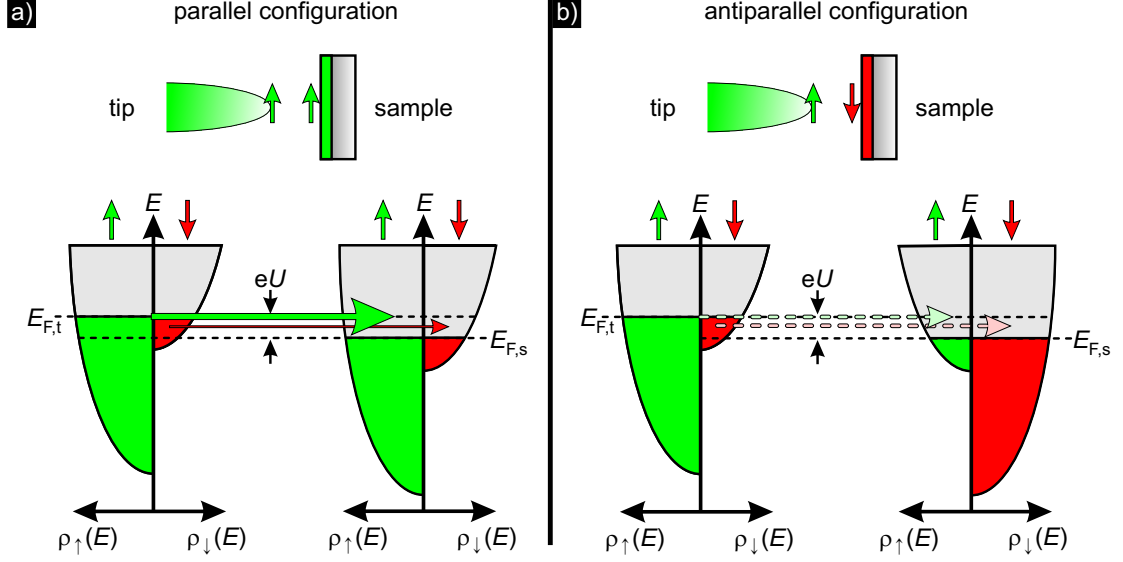 a) parallel configuration
tip sample
E E
eU
E_F,t
E_F,s
ρ↑(E) ρ↓(E) ρ↑(E) ρ↓(E)
b) antiparallel configuration
tip sample
E E
eU
E_F,t
E_F,s
ρ↑(E) ρ↓(E) ρ↑(E) ρ↓(E)